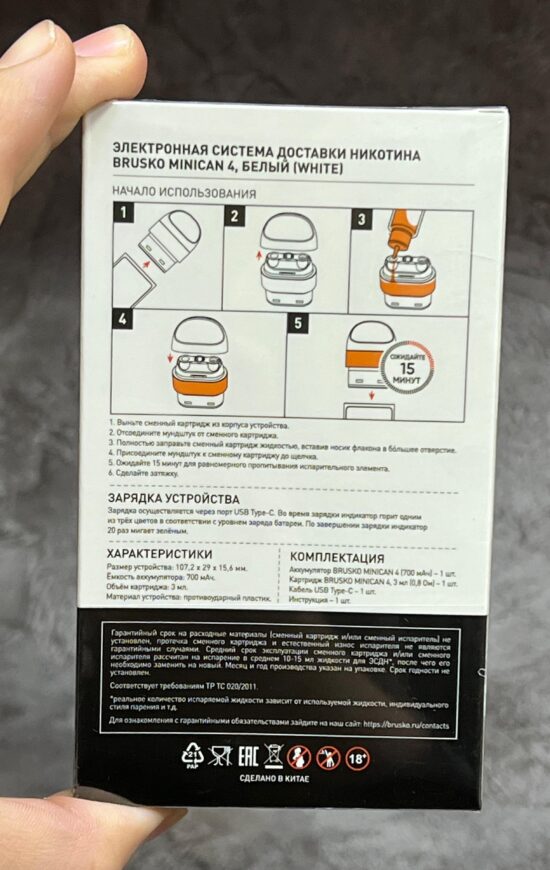 ЭЛЕКТРОННАЯ СИСТЕМА ДОСТАВКИ НИКОТИНА
BRUSKO MINICAN 4, БЕЛЫЙ (WHITE)
НАЧАЛО ИСПОЛЬЗОВАНИЯ
1
2
3
4
5
ОЖИДАЙТЕ
15
МИНУТ
1. Выньте сменный картридж из корпуса устройства.
2. Отсоедините мундштук от сменного картриджа.
3. Полностью заправьте сменный картридж жидкостью, вставив носик флакона в большее отверстие.
4. Присоедините мундштук к сменному картриджу до щелчка.
5. Ожидайте 15 минут для равномерного пропитывания испарительного элемента.
6. Сделайте затяжку.
ЗАРЯДКА УСТРОЙСТВА
Зарядка осуществляется через порт USB Type-C. Во время зарядки индикатор горит одним
из трёх цветов в соответствии с уровнем заряда батареи. По завершении зарядки индикатор
20 раз мигает зелёным.
ХАРАКТЕРИСТИКИ
Размер устройства: 107,2 x 29 x 15,6 мм.
Ёмкость аккумулятора: 700 мАч.
Объём картриджа: 3 мл.
Материал устройства: противоударный пластик.
КОМПЛЕКТАЦИЯ
Аккумулятор BRUSKO MINICAN 4 (700 мАч) – 1 шт.
Картридж BRUSKO MINICAN 4, 3 мл (0,8 Ом) – 1 шт.
Кабель USB Type-C – 1 шт.
Инструкция – 1 шт.
Гарантийный срок на расходные материалы (сменный картридж и/или сменный испаритель) не
установлен, протечка сменного картриджа и естественный износ испарителя не являются
гарантийными случаями. Средний срок эксплуатации сменного картриджа и/или сменного
испарителя рассчитан на испарение в среднем 10-15 мл жидкости для ЭСДН*, после чего его
необходимо заменить на новый. Месяц и год производства указан на упаковке. Срок годности не
установлен.
Соответствует требованиям ТР ТС 020/2011.
*реальное количество испаряемой жидкости зависит от используемой жидкости, индивидуального
стиля парения и т.д.
Для ознакомления с гарантийными обязательствами зайдите на наш сайт: https://brusko.ru/contacts
21
PAP
EAC
18+
СДЕЛАНО В КИТАЕ